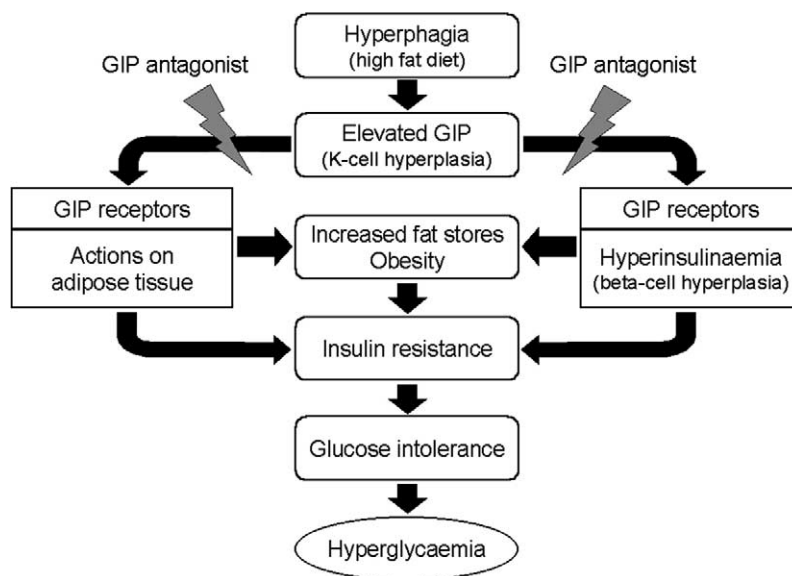 Hyperphagia
(high fat diet)
GIP antagonist
GIP antagonist
Elevated GIP
(K-cell hyperplasia)
GIP receptors
Actions on
adipose tissue
Increased fat stores
Obesity
GIP receptors
Hyperinsulinaemia
(beta-cell hyperplasia)
Insulin resistance
Glucose intolerance
Hyperglycaemia